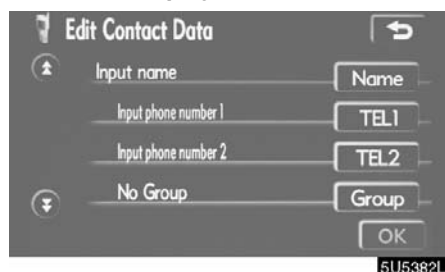 Edit Contact Data
Input name Name
Input phone number 1 TEL1
Input phone number 2 TEL2
No Group Group
OK
5U5382L